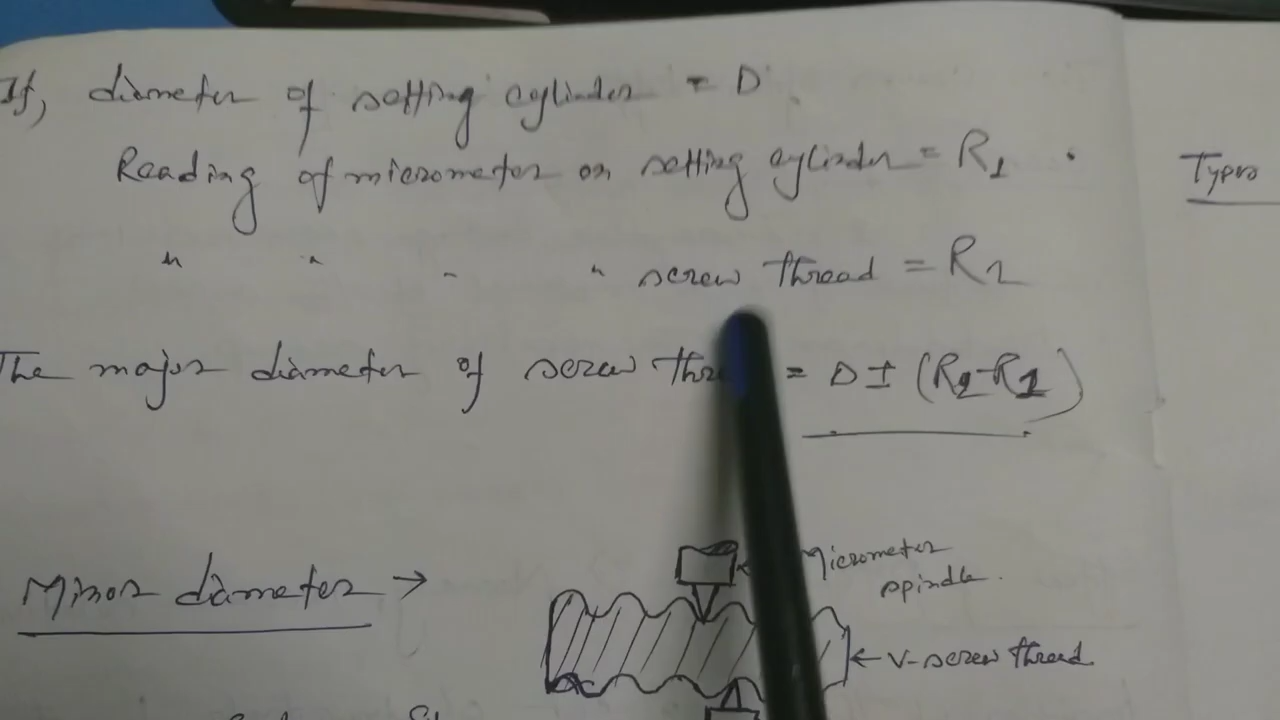 If, diameter of setting cylinder = D
Reading of micrometer on setting cylinder = R1
" " " " screw thread = R2
The major diameter of screw thr = D ± (R2-R1)
Minor diameter →
Micrometer
spindle.
V-screw thread.
Types